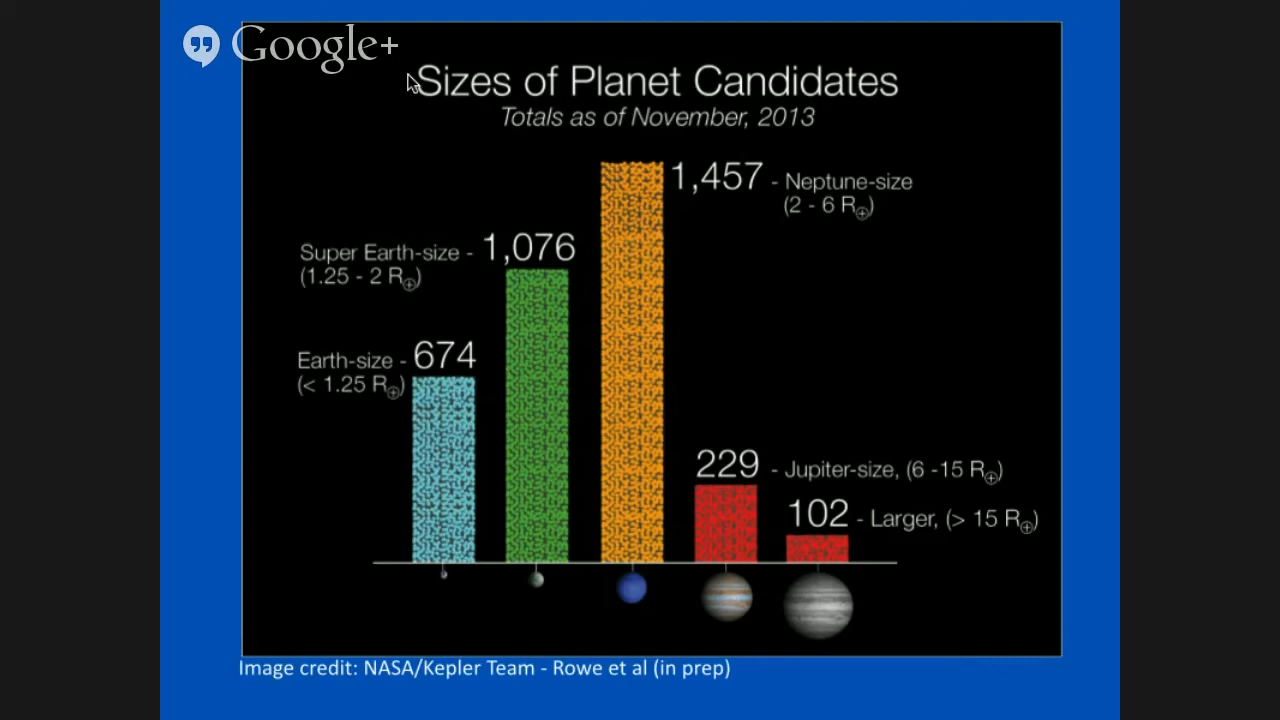 Google+
Sizes of Planet Candidates
Totals as of November, 2013
1,457 - Neptune-size
(2 - 6 R⊕)
Super Earth-size - 1,076
(1.25 - 2 R⊕)
Earth-size - 674
(< 1.25 R⊕)
229 - Jupiter-size, (6 -15 R⊕)
102 - Larger, (> 15 R⊕)
Image credit: NASA/Kepler Team - Rowe et al (in prep)